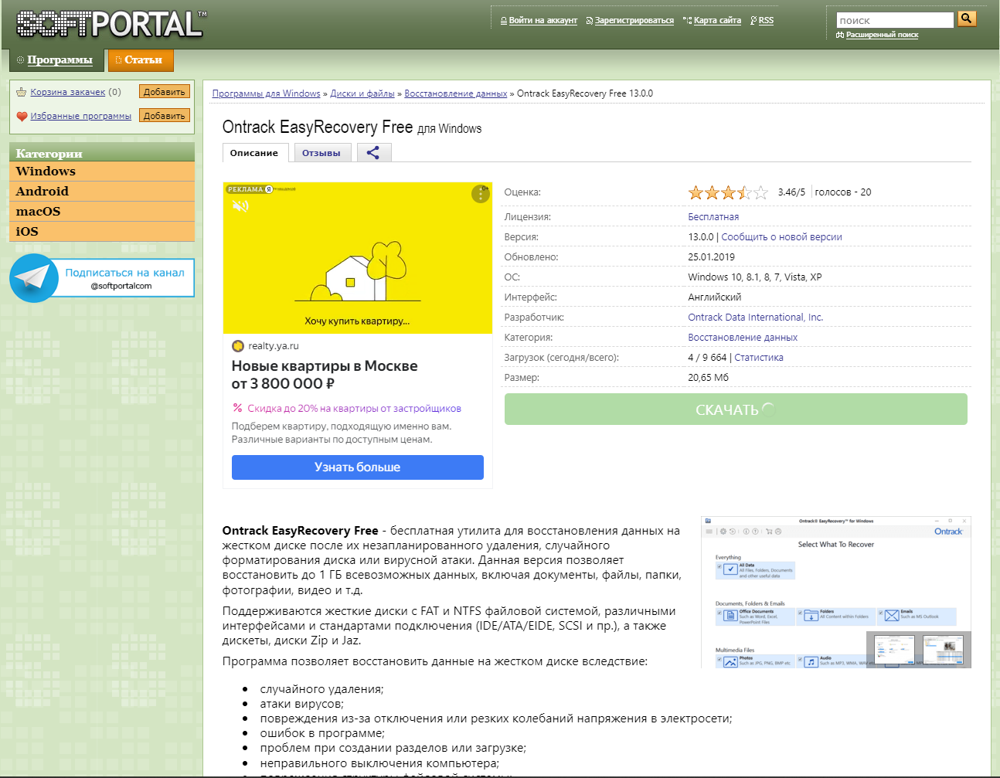 SOFTPORTAL™
Войти на аккаунт
Зарегистрироваться
Карта сайта
RSS
поиск
Расширенный поиск
Программы
Статьи
Корзина закачек (0)
Добавить
Избранные программы
Добавить
Категории
Windows
Android
macOS
iOS
Подписаться на канал
@softportalcom
Программы для Windows » Диски и файлы » Восстановление данных » Ontrack EasyRecovery Free 13.0.0
Ontrack EasyRecovery Free для Windows
Описание
Отзывы
РЕКЛАМА Я
0+
Хочу купить квартиру...
realty.ya.ru
Новые квартиры в Москве
от 3 800 000 ₽
% Скидка до 20% на квартиры от застройщиков
Подберем квартиру, подходящую именно вам.
Различные варианты по доступным ценам.
Узнать больше
Оценка: 3.46/5 голосов - 20
Лицензия: Бесплатная
Версия: 13.0.0 | Сообщить о новой версии
Обновлено: 25.01.2019
ОС: Windows 10, 8.1, 8, 7, Vista, XP
Интерфейс: Английский
Разработчик: Ontrack Data International, Inc.
Категория: Восстановление данных
Загрузок (сегодня/всего): 4 / 9 664 | Статистика
Размер: 20,65 Мб
СКАЧАТЬ
Ontrack EasyRecovery Free - бесплатная утилита для восстановления данных на
жестком диске после их незапланированного удаления, случайного
форматирования диска или вирусной атаки. Данная версия позволяет
восстановить до 1 ГБ всевозможных данных, включая документы, файлы, папки,
фотографии, видео и т.д.
Поддерживаются жесткие диски с FAT и NTFS файловой системой, различными
интерфейсами и стандартами подключения (IDE/ATA/EIDE, SCSI и пр.), а также
дискеты, диски Zip и Jaz.
Программа позволяет восстановить данные на жестком диске вследствие:
случайного удаления;
атаки вирусов;
повреждения из-за отключения или резких колебаний напряжения в электросети;
ошибок в программе;
проблем при создании разделов или загрузке;
неправильного выключения компьютера;
Ontrack® EasyRecovery™ for Windows
Ontrack
Select What To Recover
Everything
All Data
All Files, Folders, Documents
and other useful data
Documents, Folders & Emails
Office Documents
Such as Word, Excel,
PowerPoint Files
Folders
All Content within Folders
Emails
Such as MS Outlook
Multimedia Files
Photos
Such as JPG, PNG, BMP etc
Audio
Such as MP3, WMA, WAV etc